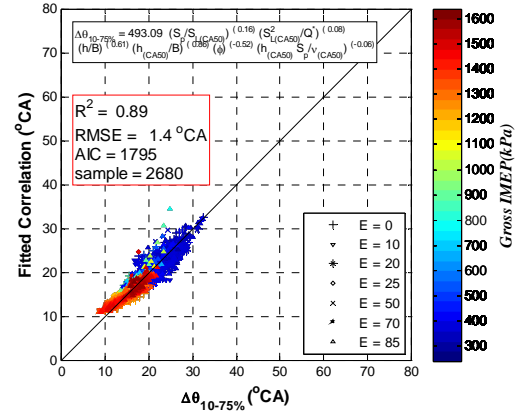 Δθ10-75% = 493.09 (Sp/SL(CA50))^(0.16) (S²L(CA50)/Q*)^(0.08)
(h/B)^(0.61) (h(CA50)/B)^(0.86) (ϕ)^(-0.52) (h(CA50)Sp/ν(CA50))^(-0.06)
R² = 0.89
RMSE = 1.4 °CA
AIC = 1795
sample = 2680
E = 0
E = 10
E = 20
E = 25
E = 50
E = 70
E = 85
Fitted Correlation (°CA)
80
70
60
50
40
30
20
10
0
0 10 20 30 40 50 60 70 80
Δθ10-75% (°CA)
1600
1500
1400
1300
1200
1100
1000
900
800
700
600
500
400
300
Gross IMEP(kPa)